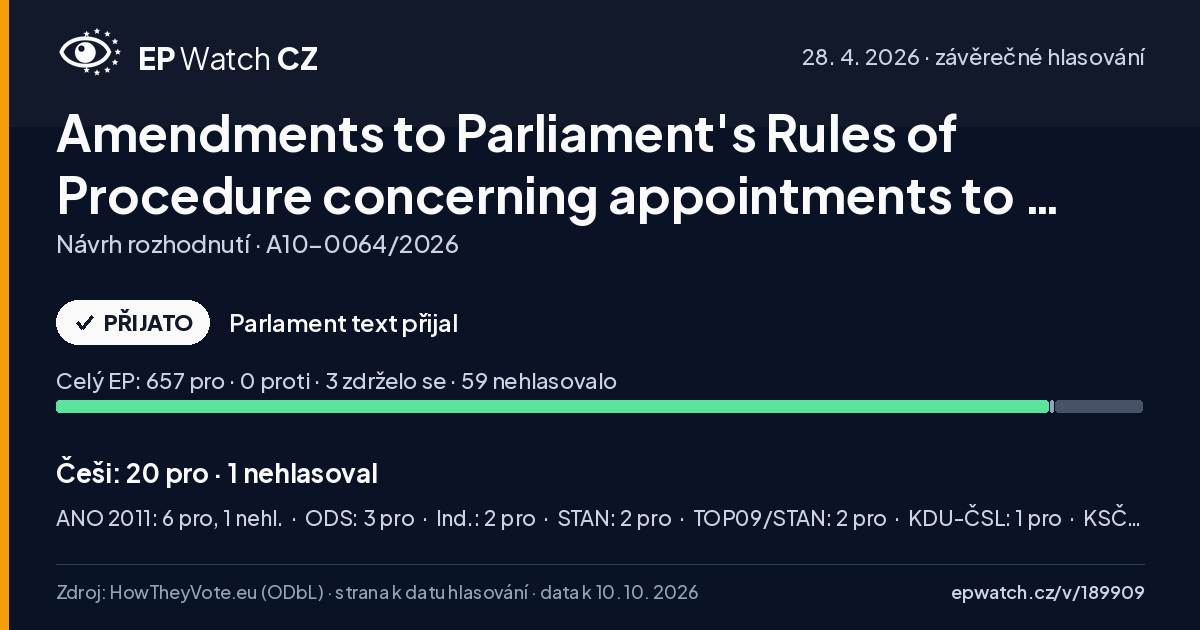 EP Watch CZ
28. 4. 2026 · závěrečné hlasování
Amendments to Parliament's Rules of
Procedure concerning appointments to …
Návrh rozhodnutí · A10–0064/2026
✓ PŘIJATO
Parlament text přijal
Celý EP: 657 pro · 0 proti · 3 zdrželo se · 59 nehlasovalo
Češi: 20 pro · 1 nehlasoval
ANO 2011: 6 pro, 1 nehl. · ODS: 3 pro · Ind.: 2 pro · STAN: 2 pro · TOP09/STAN: 2 pro · KDU-ČSL: 1 pro · KSČ…
Zdroj: HowTheyVote.eu (ODbL) · strana k datu hlasování · data k 10. 10. 2026
epwatch.cz/v/189909